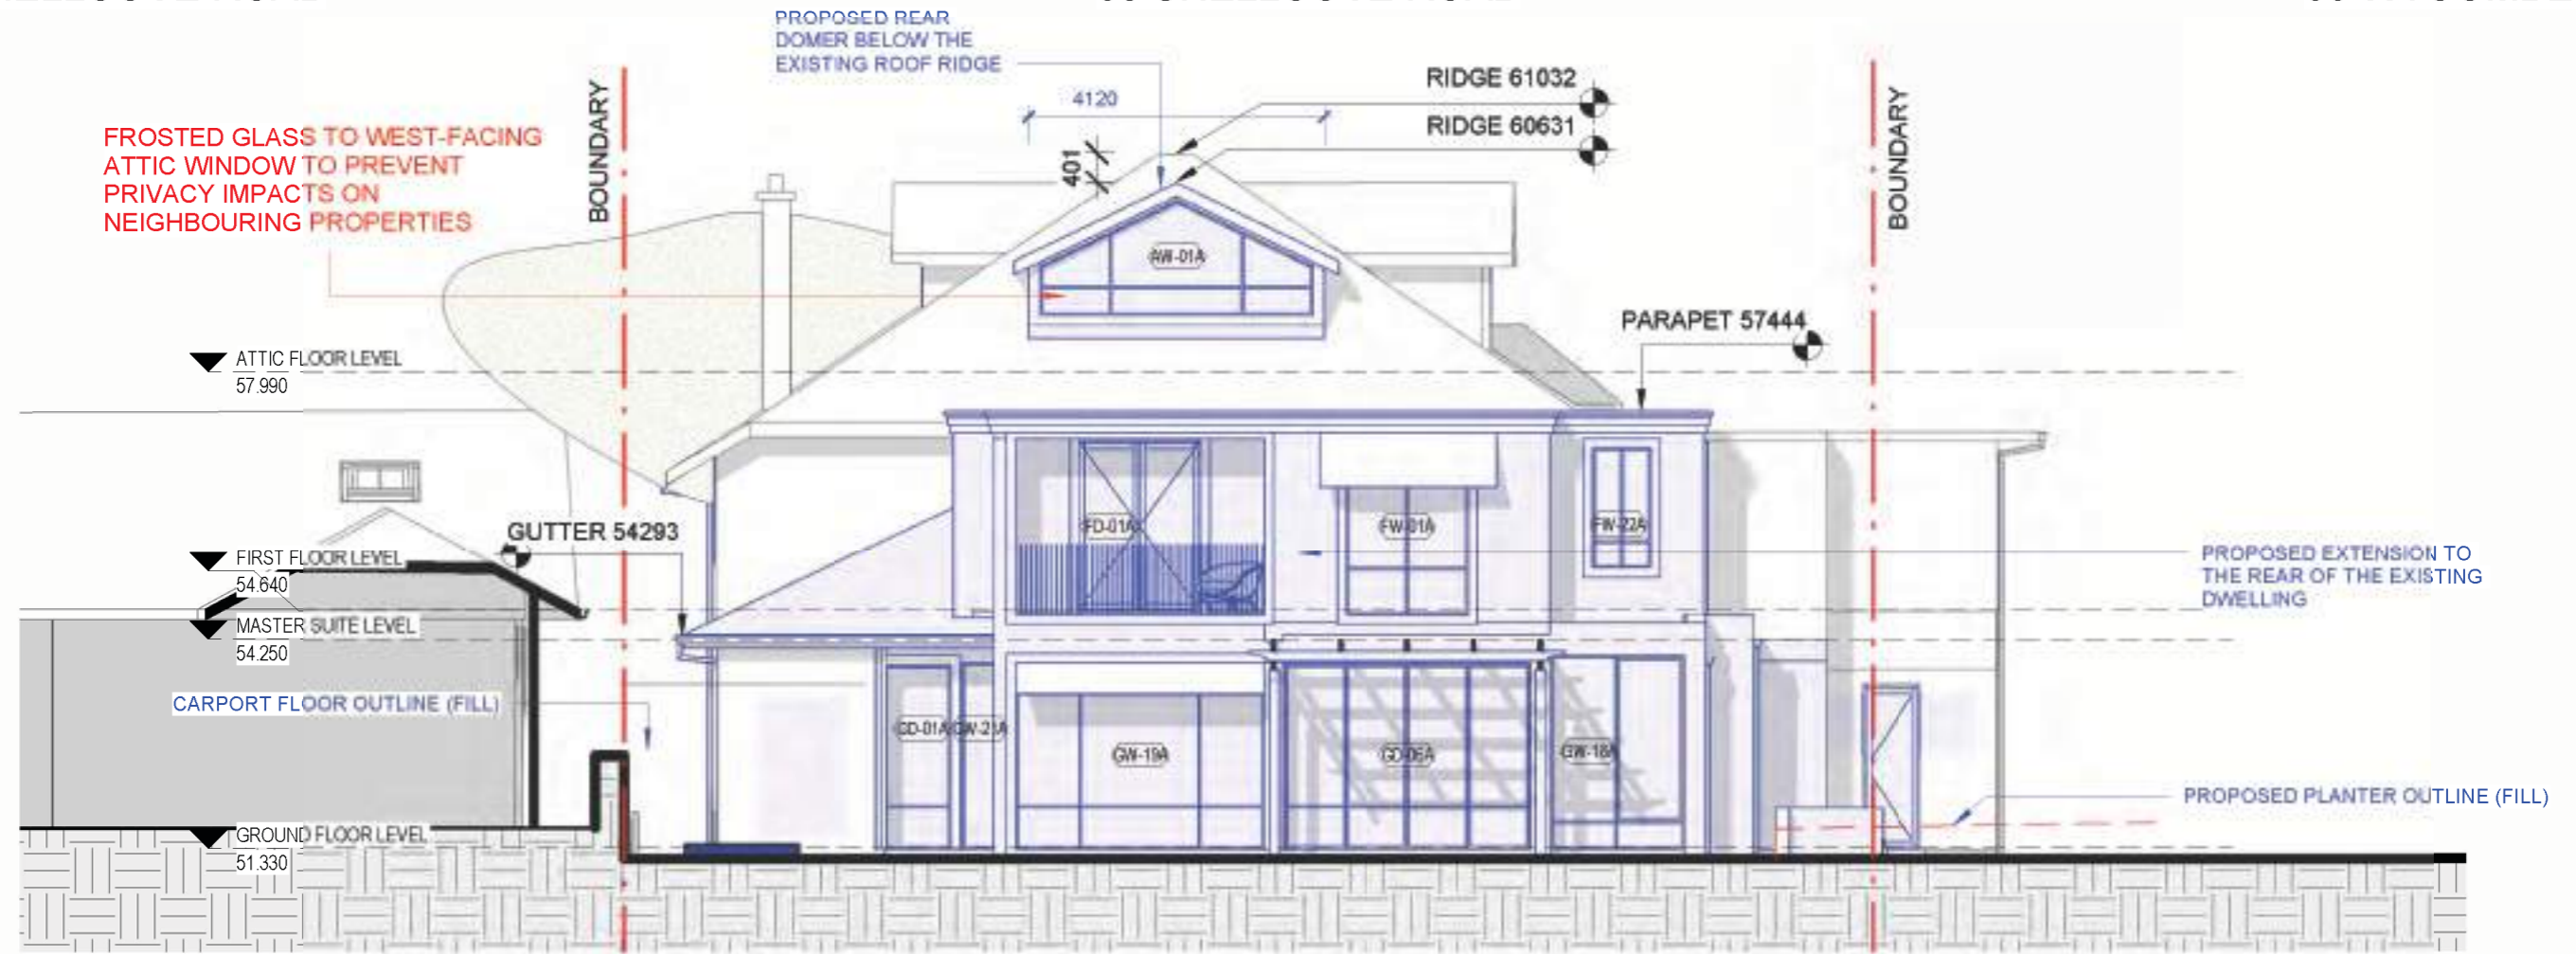 PROPOSED REAR
DOMER BELOW THE
EXISTING ROOF RIDGE
BOUNDARY
4120
401
RIDGE 61032
RIDGE 60631
BOUNDARY
FROSTED GLASS TO WEST-FACING
ATTIC WINDOW TO PREVENT
PRIVACY IMPACTS ON
NEIGHBOURING PROPERTIES
AW-01A
PARAPET 57444
ATTIC FLOOR LEVEL
57.990
GUTTER 54293
FD-01A
FW-01A
FW-22A
FIRST FLOOR LEVEL
54.640
PROPOSED EXTENSION TO
THE REAR OF THE EXISTING
DWELLING
MASTER SUITE LEVEL
54.250
CARPORT FLOOR OUTLINE (FILL)
GD-01A
GW-21A
GW-19A
GD-06A
GW-18A
PROPOSED PLANTER OUTLINE (FILL)
GROUND FLOOR LEVEL
51.330